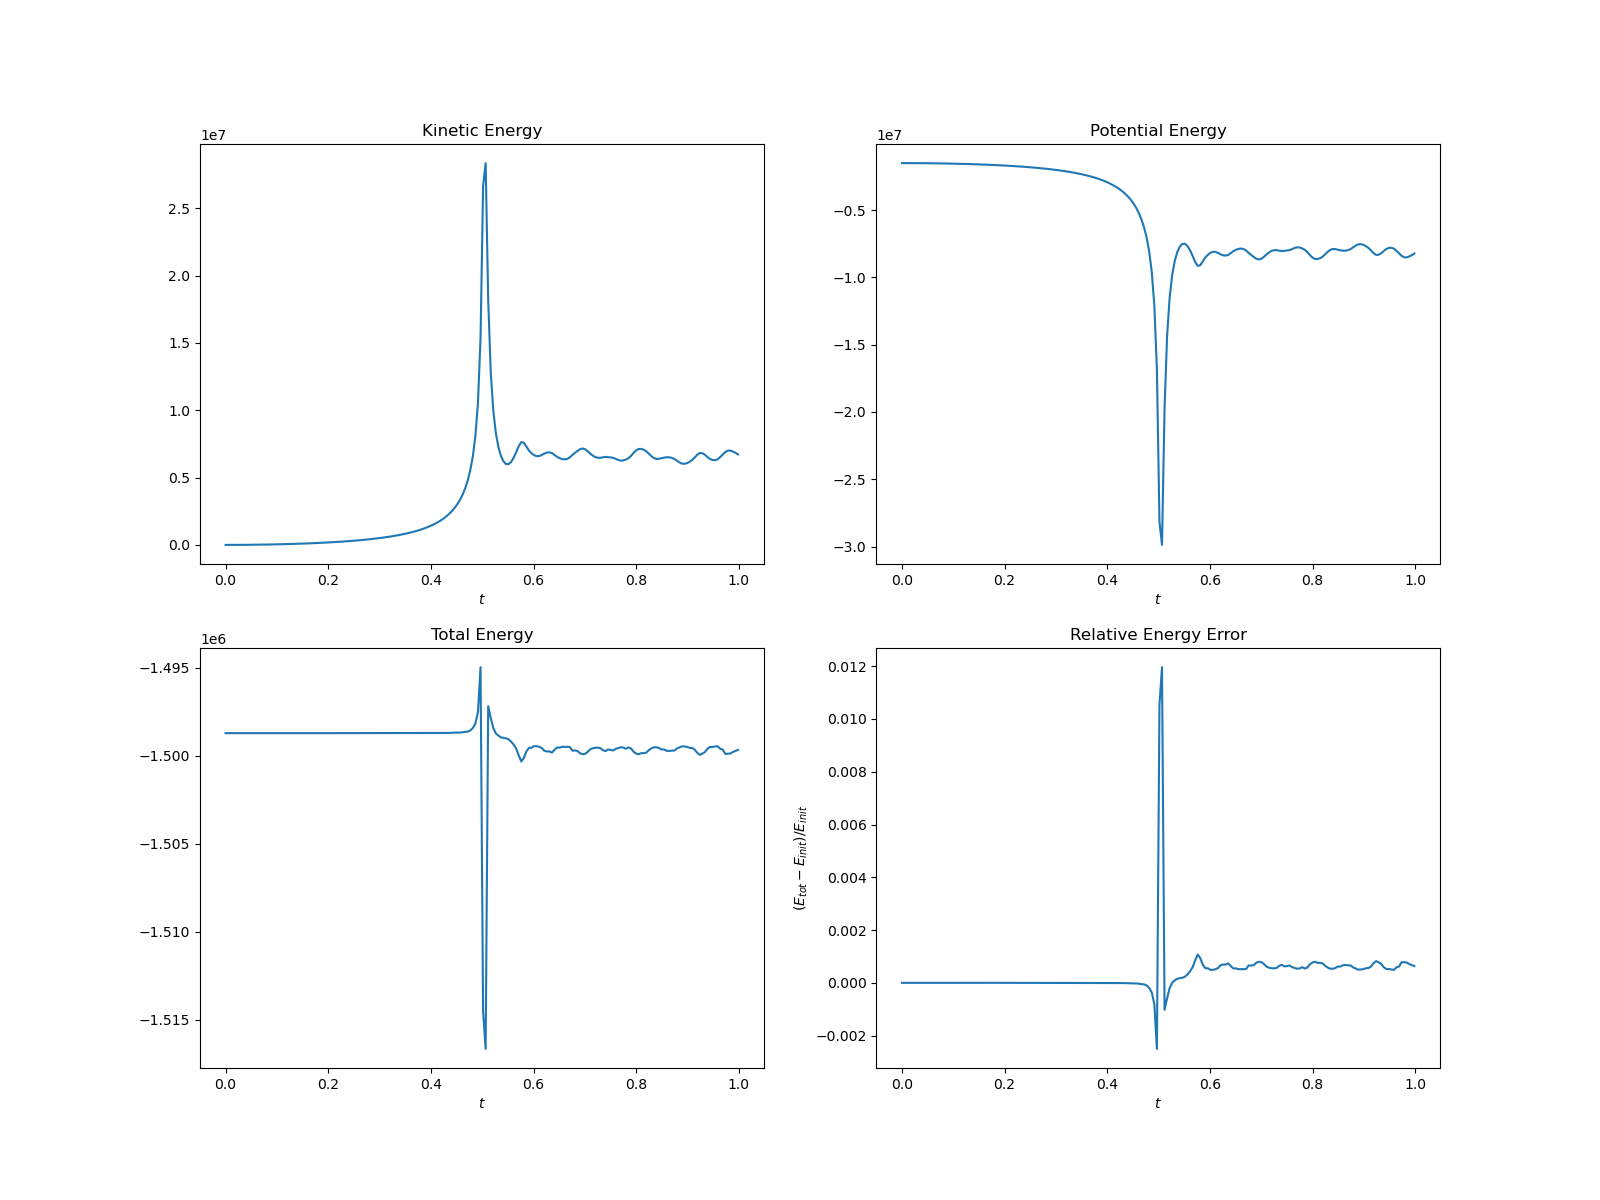 Kinetic Energy
1e7
2.5
2.0
1.5
1.0
0.5
0.0
0.0 0.2 0.4 0.6 0.8 1.0
t
Potential Energy
1e7
−0.5
−1.0
−1.5
−2.0
−2.5
−3.0
0.0 0.2 0.4 0.6 0.8 1.0
t
Total Energy
1e6
−1.495
−1.500
−1.505
−1.510
−1.515
0.0 0.2 0.4 0.6 0.8 1.0
t
Relative Energy Error
(E_tot − E_init)/E_init
0.012
0.010
0.008
0.006
0.004
0.002
0.000
−0.002
0.0 0.2 0.4 0.6 0.8 1.0
t